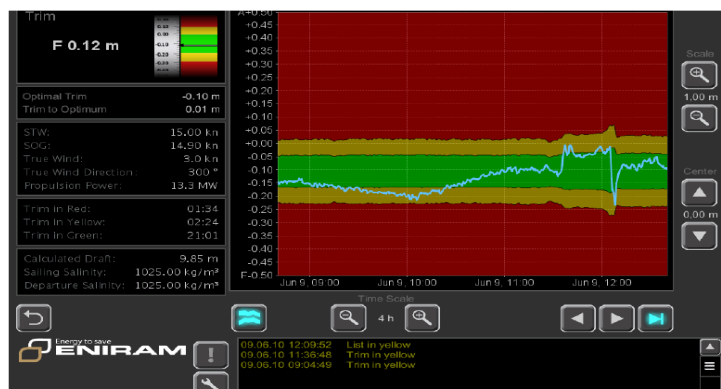 Trim
F 0.12 m
Optimal Trim -0.10 m
Trim to Optimum 0.01 m
STW: 15.00 kn
SOG: 14.90 kn
True Wind: 3.0 kn
True Wind Direction: 300 °
Propulsion Power: 13.3 MW
Trim in Red: 01:34
Trim in Yellow: 02:24
Trim in Green: 21:01
Calculated Draft: 9.85 m
Sailing Salinity: 1025.00 kg/m³
Departure Salinity: 1025.00 kg/m³
A+0.50
+0.40
+0.35
+0.30
+0.25
+0.20
+0.15
+0.10
+0.05
+0.00
-0.05
-0.10
-0.15
-0.20
-0.25
-0.30
-0.35
-0.40
-0.45
F-0.50
Jun 9, 09:00
Jun 9, 10:00
Jun 9, 11:00
Jun 9, 12:00
Scale
1.00 m
Center
0.00 m
Time Scale
4 h
Energy to save
ENIRAM
09.06.10 12:09:52 List in yellow
09.06.10 11:36:48 Trim in yellow
09.06.10 09:04:49 Trim in yellow